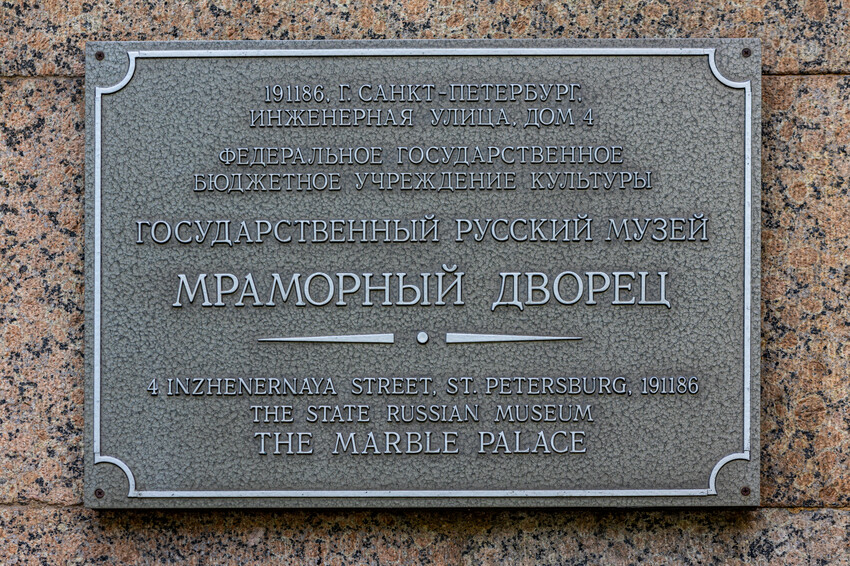 191186, Г. САНКТ-ПЕТЕРБУРГ,
ИНЖЕНЕРНАЯ УЛИЦА, ДОМ 4
ФЕДЕРАЛЬНОЕ ГОСУДАРСТВЕННОЕ
БЮДЖЕТНОЕ УЧРЕЖДЕНИЕ КУЛЬТУРЫ
ГОСУДАРСТВЕННЫЙ РУССКИЙ МУЗЕЙ
МРАМОРНЫЙ ДВОРЕЦ
4 INZHENERNAYA STREET, ST. PETERSBURG, 191186
THE STATE RUSSIAN MUSEUM
THE MARBLE PALACE